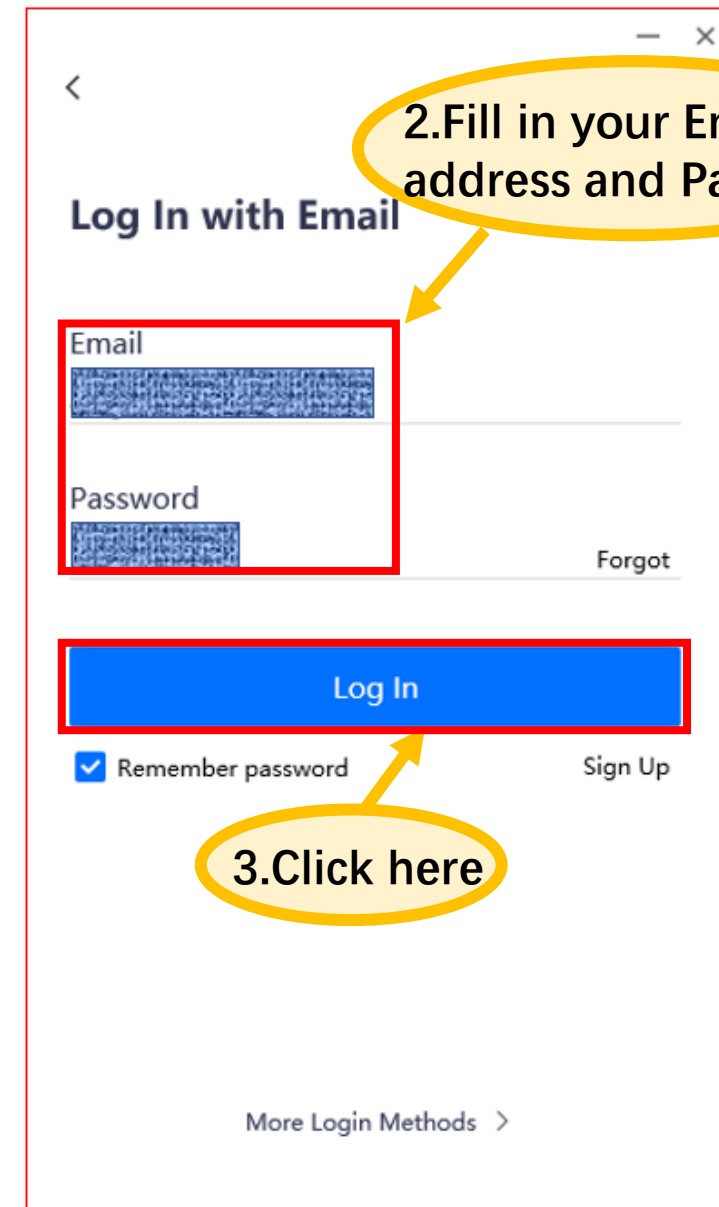 2.Fill in your
address and
Log In with Email
Email
Password
Forgot
Log In
Remember password
Sign Up
3.Click here
More Login Methods